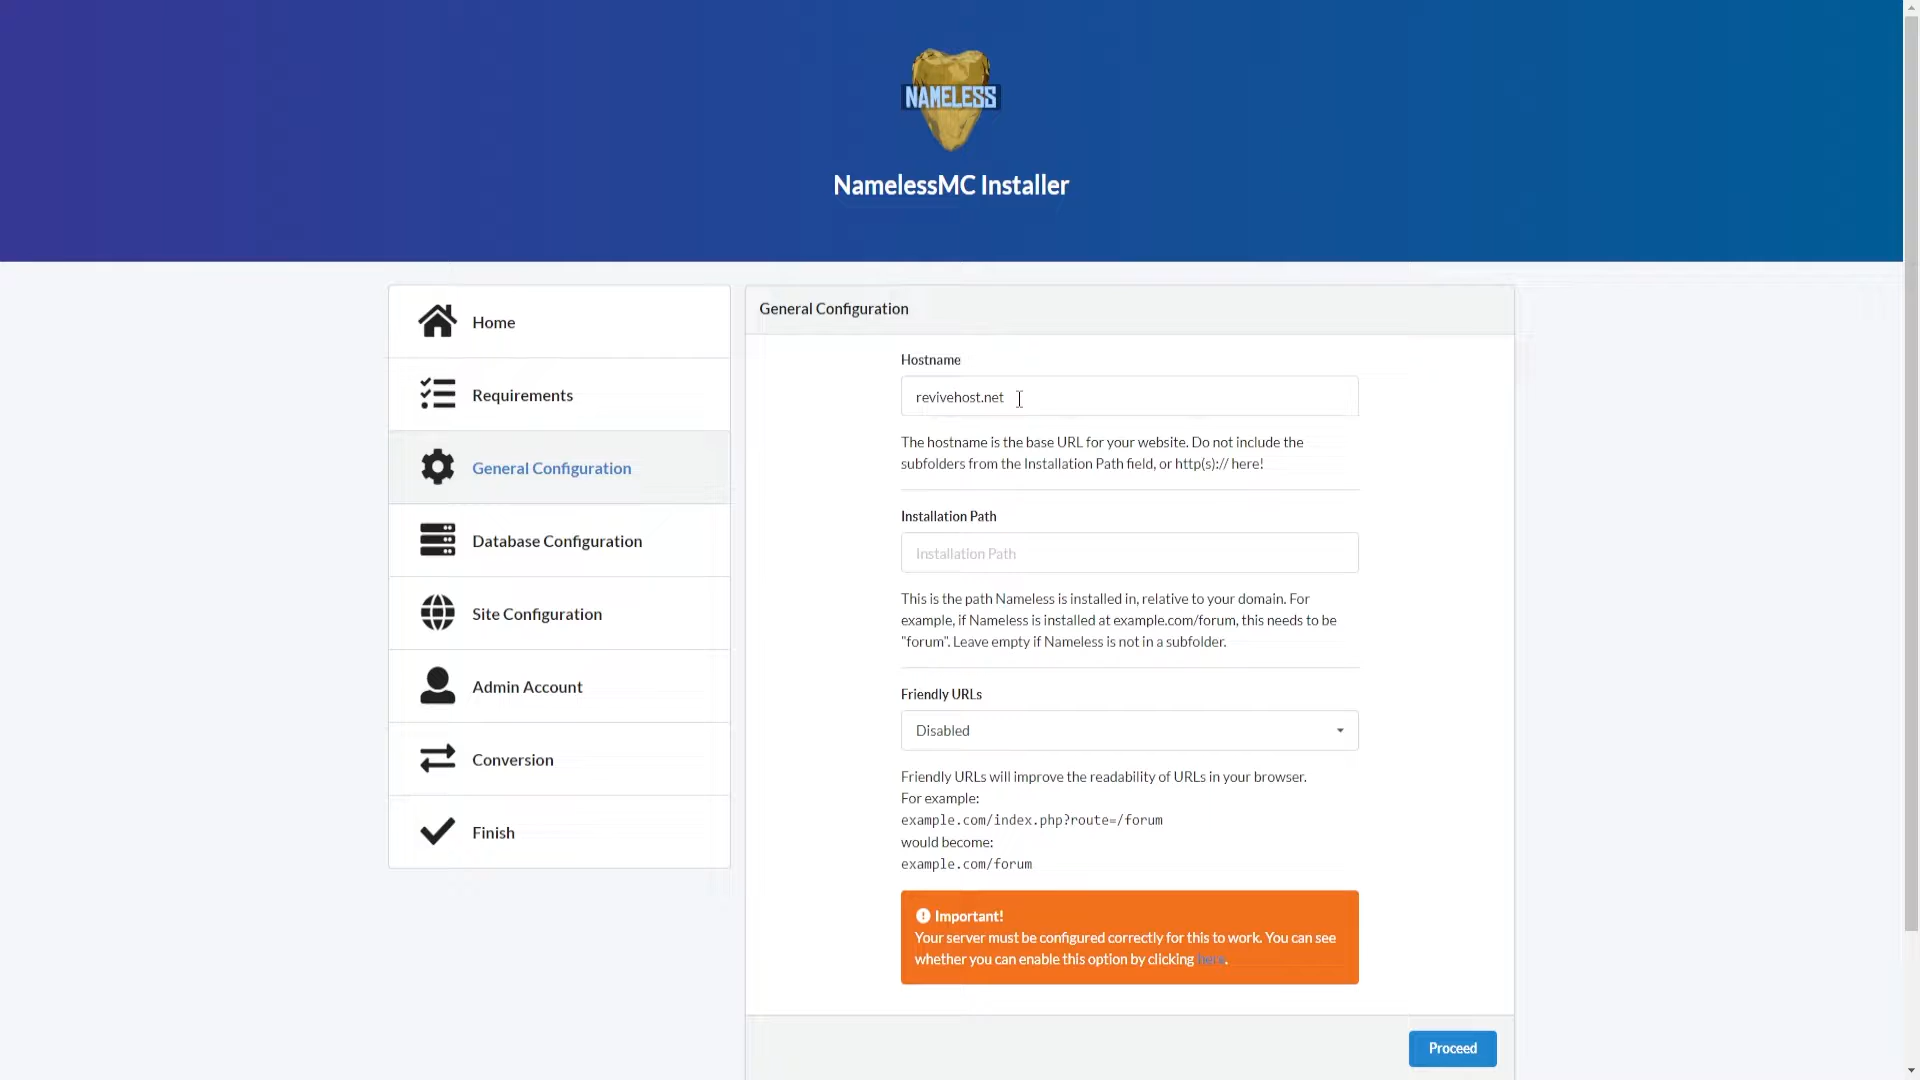 NAMELESS
NamelessMC Installer
Home
Requirements
General Configuration
Database Configuration
Site Configuration
Admin Account
Conversion
Finish
General Configuration
Hostname
revivehost.net
The hostname is the base URL for your website. Do not include the
subfolders from the Installation Path field, or http(s):// here!
Installation Path
Installation Path
This is the path Nameless is installed in, relative to your domain. For
example, if Nameless is installed at example.com/forum, this needs to be
"forum". Leave empty if Nameless is not in a subfolder.
Friendly URLs
Disabled
Friendly URLs will improve the readability of URLs in your browser.
For example:
example.com/index.php?route=/forum
would become:
example.com/forum
Important!
Your server must be configured correctly for this to work. You can see
whether you can enable this option by clicking here.
Proceed